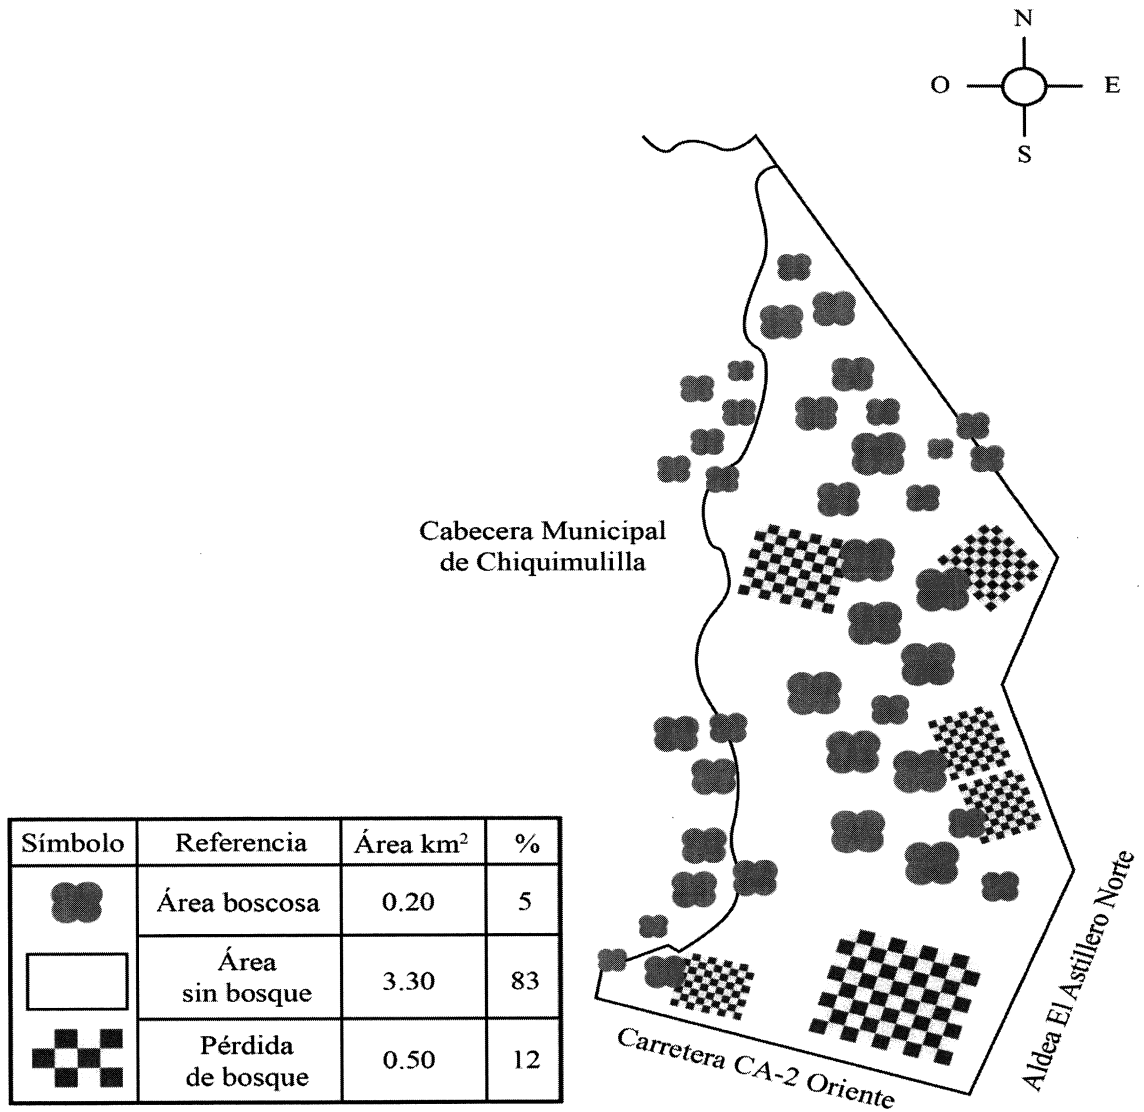 N
O E
S
Cabecera Municipal
de Chiquimulilla
Símbolo Referencia Área km² %
Área boscosa 0.20 5
Área
sin bosque 3.30 83
Pérdida
de bosque 0.50 12
Carretera CA-2 Oriente
Aldea El Astillero Norte